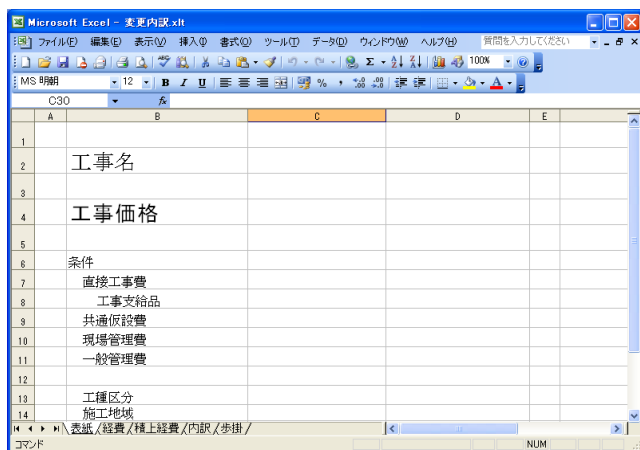 Microsoft Excel - 変更内訳.xlt
ファイル(F) 編集(E) 表示(V) 挿入(I) 書式(O) ツール(T) データ(D) ウィンドウ(W) ヘルプ(H) 質問を入力してください
100%
MS 明朝 12 B I U % ,
C30 fx
A B C D E
1
2 工事名
3
4 工事価格
5
6 条件
7 直接工事費
8 工事支給品
9 共通仮設費
10 現場管理費
11 一般管理費
12
13 工種区分
14 施工地域
表紙 / 経費 / 積上経費 / 内訳 / 歩掛 /
コマンド NUM